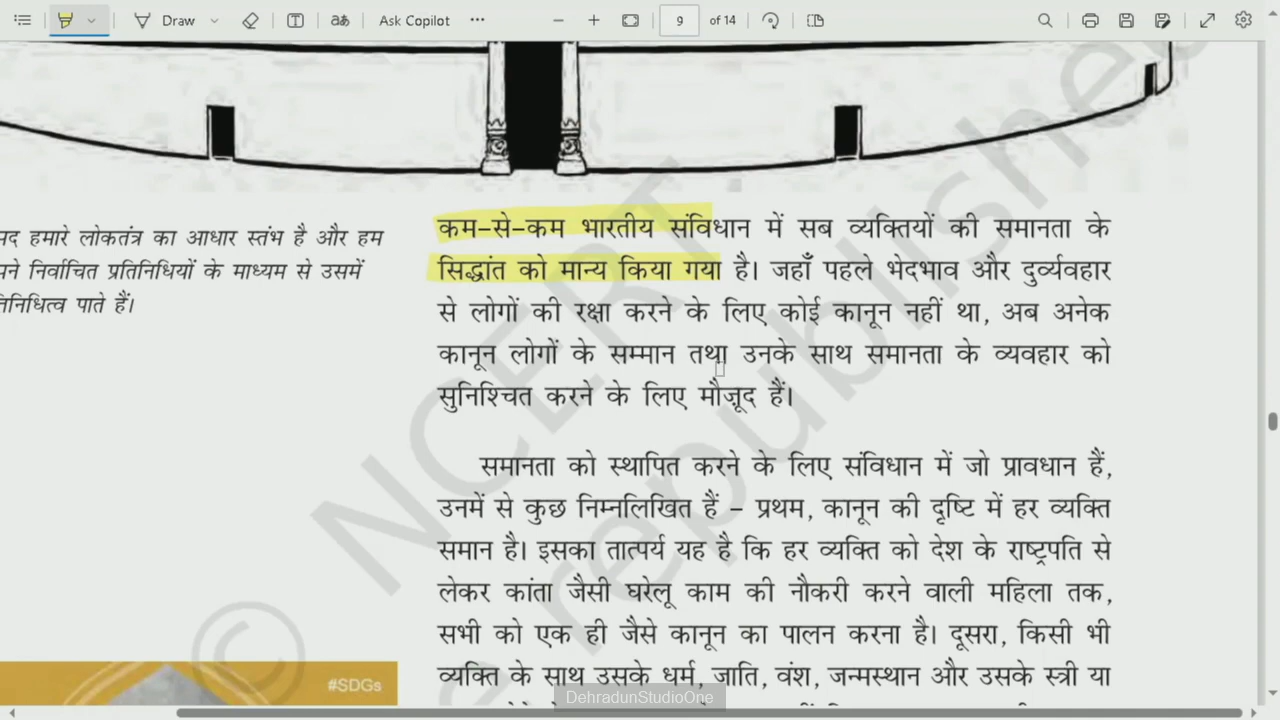 Draw
Ask Copilot
9 of 14
मारे लोकतंत्र का आधार स्तंभ है और हम
निर्वाचित प्रतिनिधियों के माध्यम से उसमें
पाते हैं।
कम-से-कम भारतीय संविधान में सब व्यक्तियों की समानता के
सिद्धांत को मान्य किया गया है। जहाँ पहले भेदभाव और दुर्व्यवहार
से लोगों की रक्षा करने के लिए कोई कानून नहीं था, अब अनेक
कानून लोगों के सम्मान तथा उनके साथ समानता के व्यवहार को
सुनिश्चित करने के लिए मौजूद हैं।
समानता को स्थापित करने के लिए संविधान में जो प्रावधान हैं,
उनमें से कुछ निम्नलिखित हैं – प्रथम, कानून की दृष्टि में हर व्यक्ति
समान है। इसका तात्पर्य यह है कि हर व्यक्ति को देश के राष्ट्रपति से
लेकर कांता जैसी घरेलू काम की नौकरी करने वाली महिला तक,
सभी को एक ही जैसे कानून का पालन करना है। दूसरा, किसी भी
व्यक्ति के साथ उसके धर्म, जाति, वंश, जन्मस्थान और उसके स्त्री या
#SDGs
DehradunStudioOne
© NCERT
republished